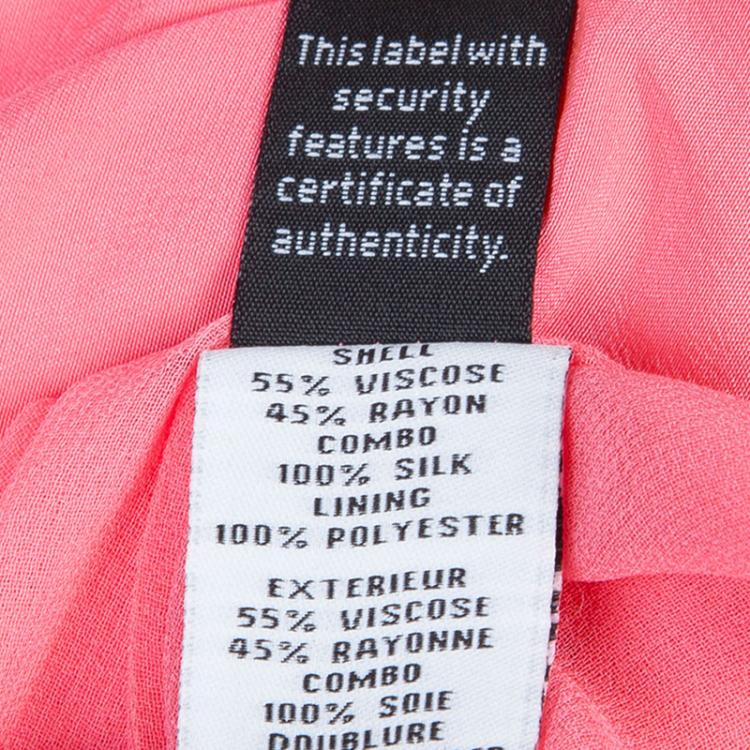 This label with
security
features is a
certificate of
authenticity.
SHELL
55% VISCOSE
45% RAYON
COMBO
100% SILK
LINING
100% POLYESTER
EXTERIEUR
55% VISCOSE
45% RAYONNE
COMBO
100% SOIE
DOUBLURE